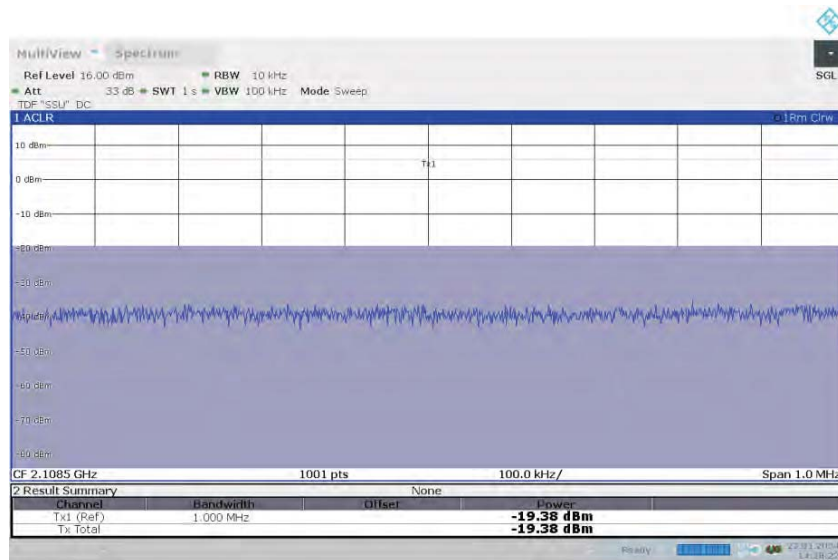 MultiView Spectrum
SGL
Ref Level 16.00 dBm RBW 10 kHz
Att 33 dB SWT 1 s VBW 100 kHz Mode Sweep
TDF "SSU" DC
1 ACLR 1Rm Clrw
10 dBm
Tx1
0 dBm
-10 dBm
-20 dBm
-30 dBm
-40 dBm
-50 dBm
-60 dBm
-70 dBm
-80 dBm
CF 2.1085 GHz 1001 pts 100.0 kHz/ Span 1.0 MHz
2 Result Summary None
Channel Bandwidth Offset Power
Tx1 (Ref) 1.000 MHz -19.38 dBm
Tx Total -19.38 dBm
Ready